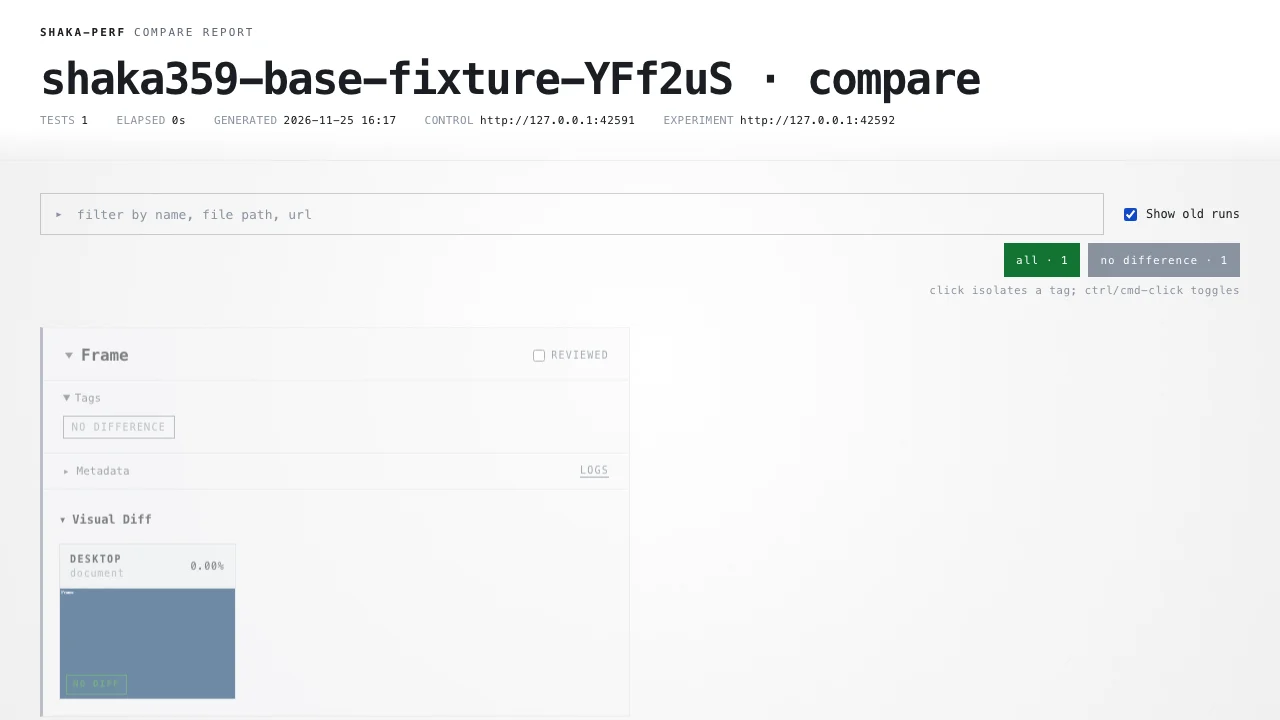 SHAKA-PERF COMPARE REPORT
shaka359-base-fixture-YFf2uS · compare
TESTS 1 ELAPSED 0s GENERATED 2026-11-25 16:17 CONTROL http://127.0.0.1:42591 EXPERIMENT http://127.0.0.1:42592
▸ filter by name, file path, url
Show old runs
all · 1 no difference · 1
click isolates a tag; ctrl/cmd-click toggles
▼ Frame REVIEWED
▼ Tags
NO DIFFERENCE
▸ Metadata LOGS
▾ Visual Diff
DESKTOP 0.00%
document
Frame
NO DIFF